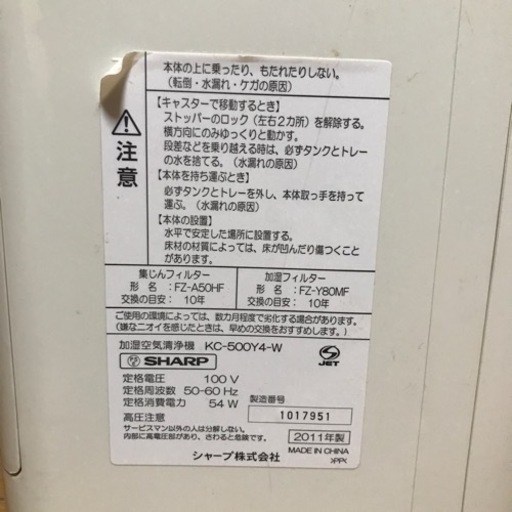 本体の上に乗ったり、もたれたりしない。
（転倒・水漏れ・ケガの原因）
注意
【キャスターで移動するとき】
ストッパーのロック（左右２カ所）を解除する。
横方向にのみゆっくりと動かす。
段差などを乗り越える時は、必ずタンクとトレー
の水を捨てる。（水漏れの原因）
【本体を持ち運ぶとき】
必ずタンクとトレーを外し、本体取っ手を持って
運ぶ。（水漏れの原因）
【本体の設置】
水平で安定した場所に設置する。
床材の材質によっては、床が凹んだり傷つくことが
あります。
集じんフィルター
形 名：FZ-A50HF
交換の目安： 10年
加湿フィルター
形 名：FZ-Y80MF
交換の目安： 10年
ご使用の環境によっては、数カ月程度で劣化する場合があります。
(嫌なニオイを感じたときは、早めの交換をおすすめします)
加湿空気清浄機 KC-500Y4-W
SHARP
JET
定格電圧 100 V
定格周波数 50-60 Hz
定格消費電力 54 W
製造番号
1017951
高圧注意
サービスマン以外の人は分解しない。
内部に高電圧部があり、さわると危険です。
2011年製
MADE IN CHINA
シャープ株式会社
>PP<